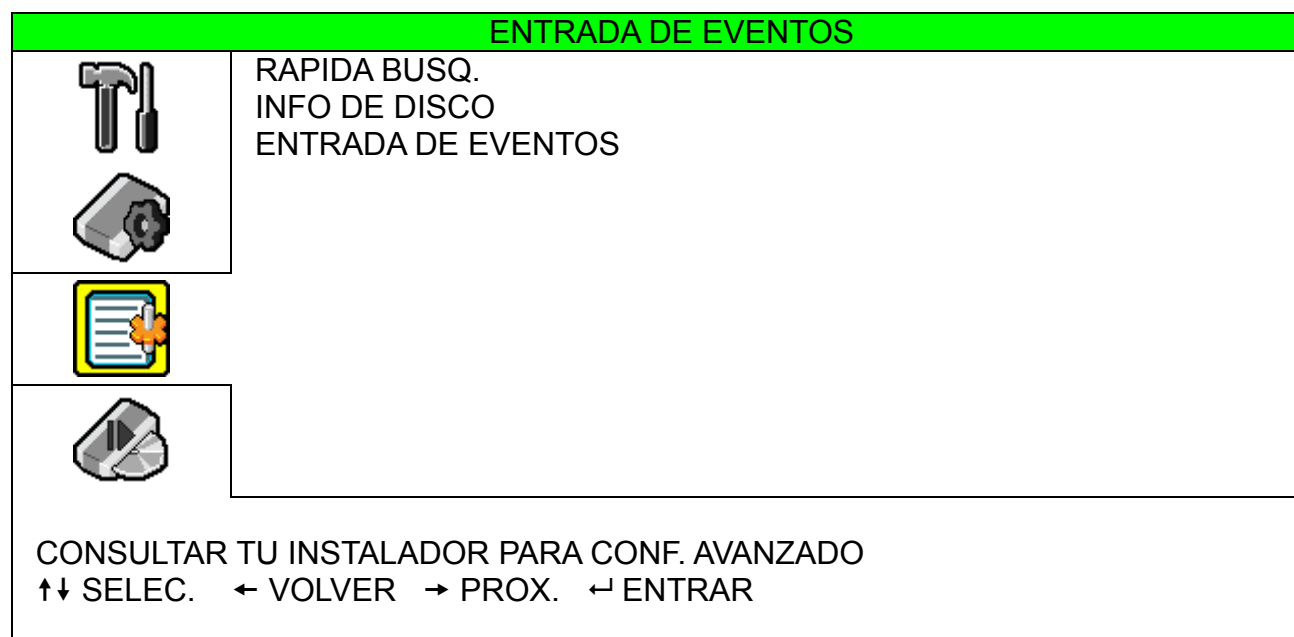 ENTRADA DE EVENTOS
RAPIDA BUSQ.
INFO DE DISCO
ENTRADA DE EVENTOS
CONSULTAR TU INSTALADOR PARA CONF. AVANZADO
↑↓ SELEC. ← VOLVER → PROX. ↵ ENTRAR